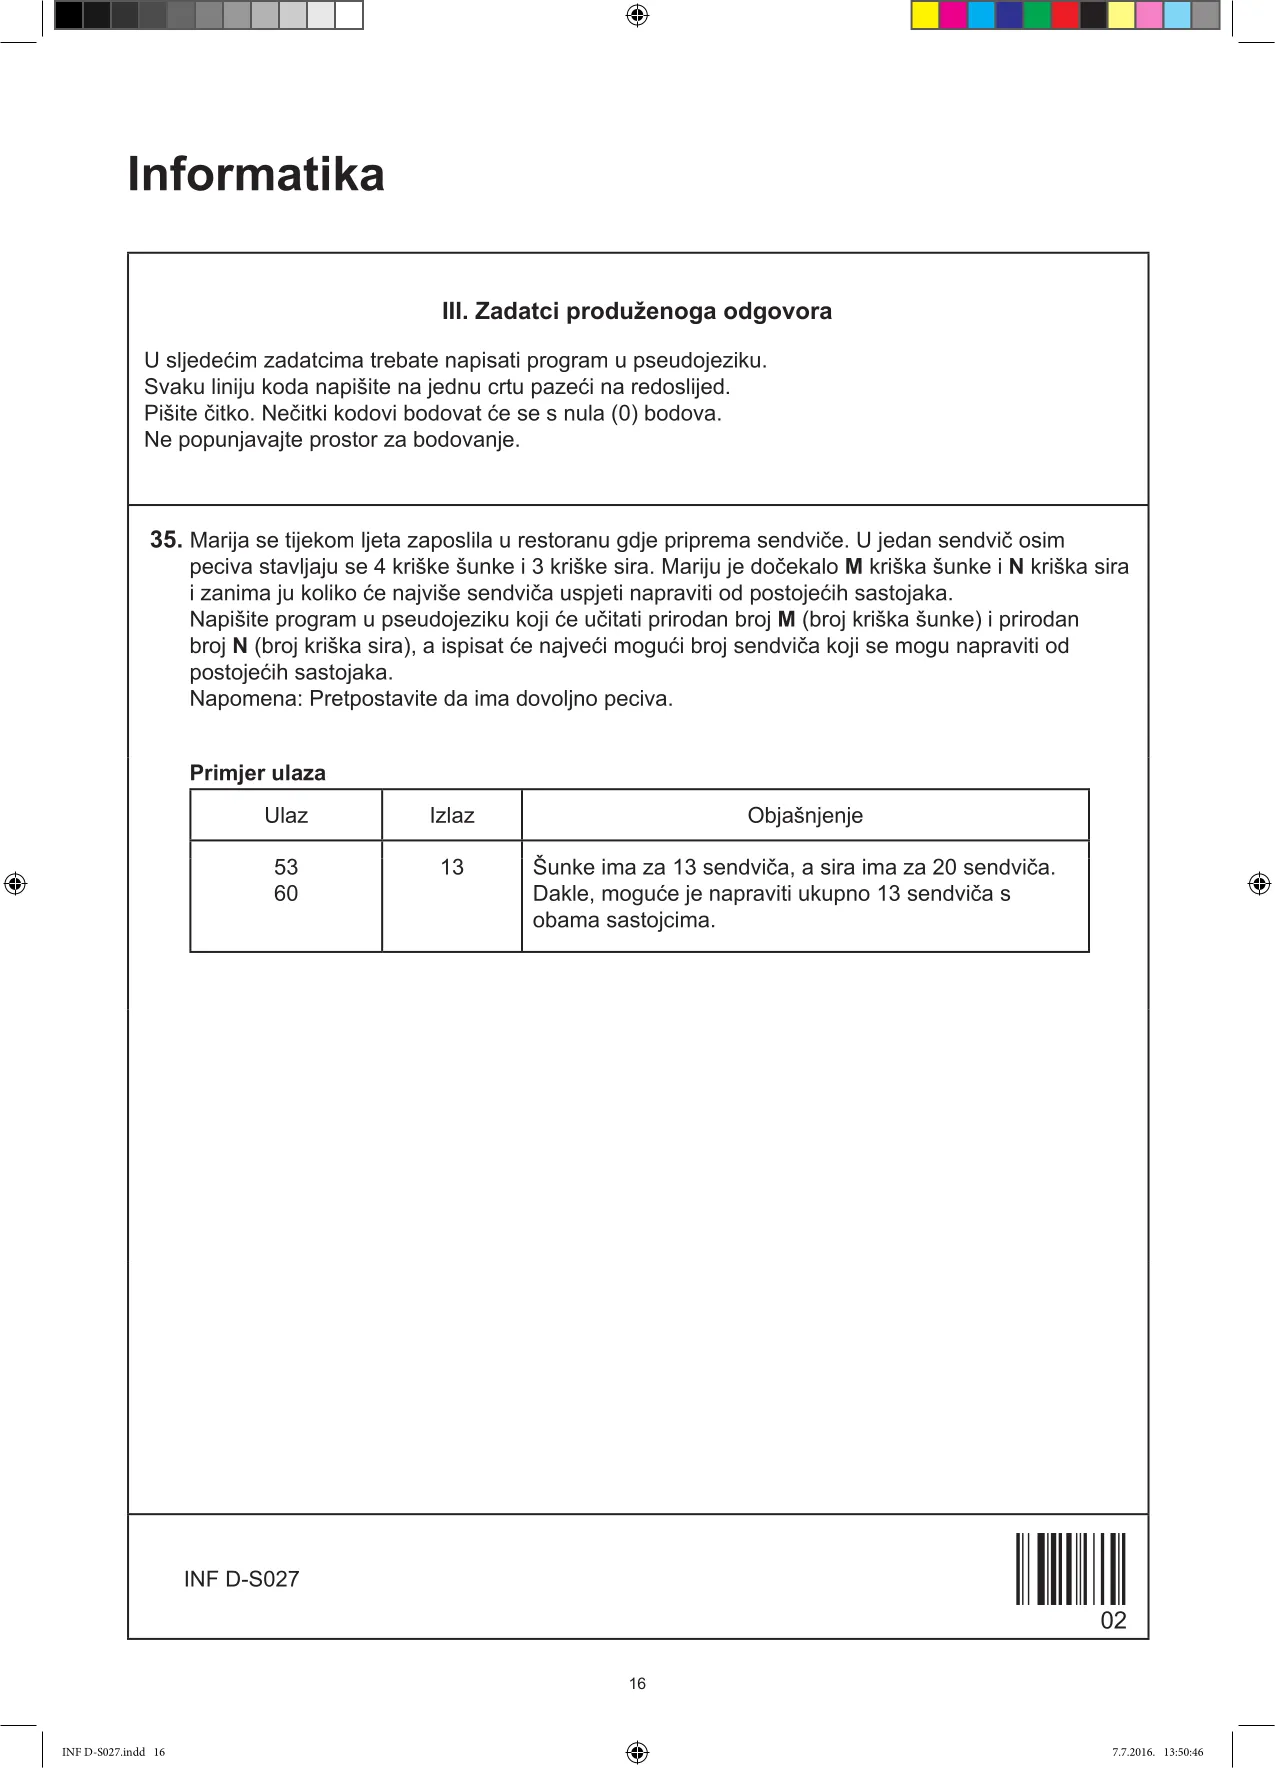 Informatika
III. Zadatci produženoga odgovora
U sljedećim zadatcima trebate napisati program u pseudojeziku.
Svaku liniju koda napišite na jednu crtu pazeći na redoslijed.
Pišite čitko. Nečitki kodovi bodovat će se s nula (0) bodova.
Ne popunjavajte prostor za bodovanje.
35. Marija se tijekom ljeta zaposlila u restoranu gdje priprema sendviče. U jedan sendvič osim
peciva stavljaju se 4 kriške šunke i 3 kriške sira. Mariju je dočekalo M kriška šunke i N kriška sira
i zanima ju koliko će najviše sendviča uspjeti napraviti od postojećih sastojaka.
Napišite program u pseudojeziku koji će učitati prirodan broj M (broj kriška šunke) i prirodan
broj N (broj kriška sira), a ispisat će najveći mogući broj sendviča koji se mogu napraviti od
postojećih sastojaka.
Napomena: Pretpostavite da ima dovoljno peciva.
Primjer ulaza
Ulaz Izlaz Objašnjenje
53 13 Šunke ima za 13 sendviča, a sira ima za 20 sendviča.
60 Dakle, moguće je napraviti ukupno 13 sendviča s
obama sastojcima.
INF D-S027
02
16
INF D-S027.indd 16 7.7.2016. 13:50:46